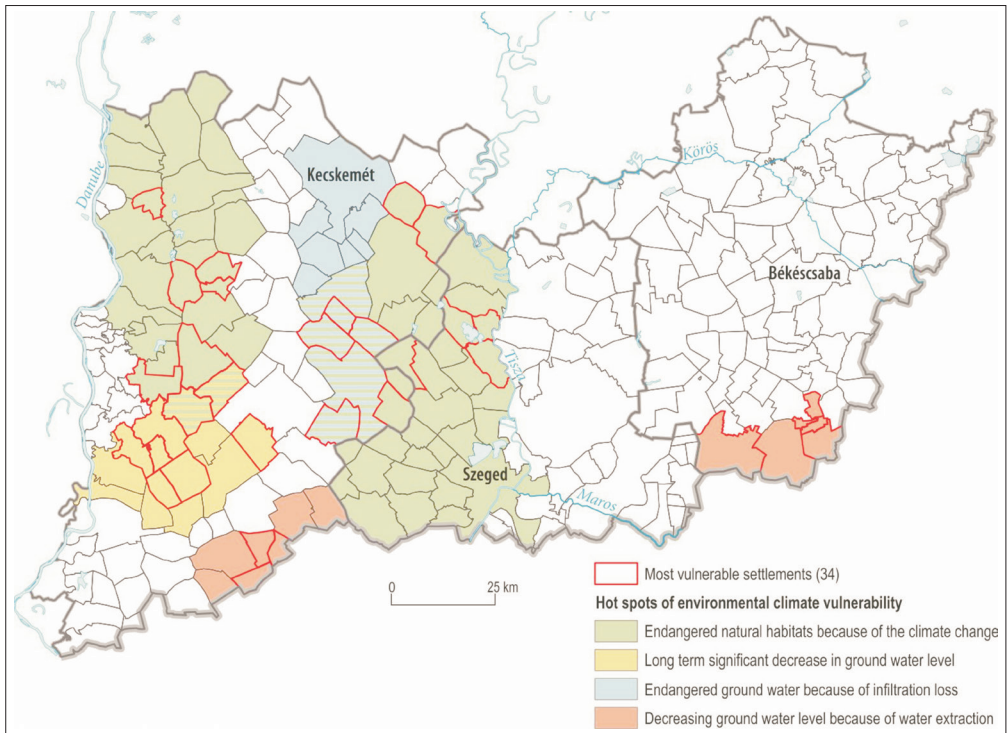 Danube
Kecskemét
Körös
Békéscsaba
Tisza
Szeged
Maros
0 25 km
Most vulnerable settlements (34)
Hot spots of environmental climate vulnerability
Endangered natural habitats because of the climate change
Long term significant decrease in ground water level
Endangered ground water because of infiltration loss
Decreasing ground water level because of water extraction